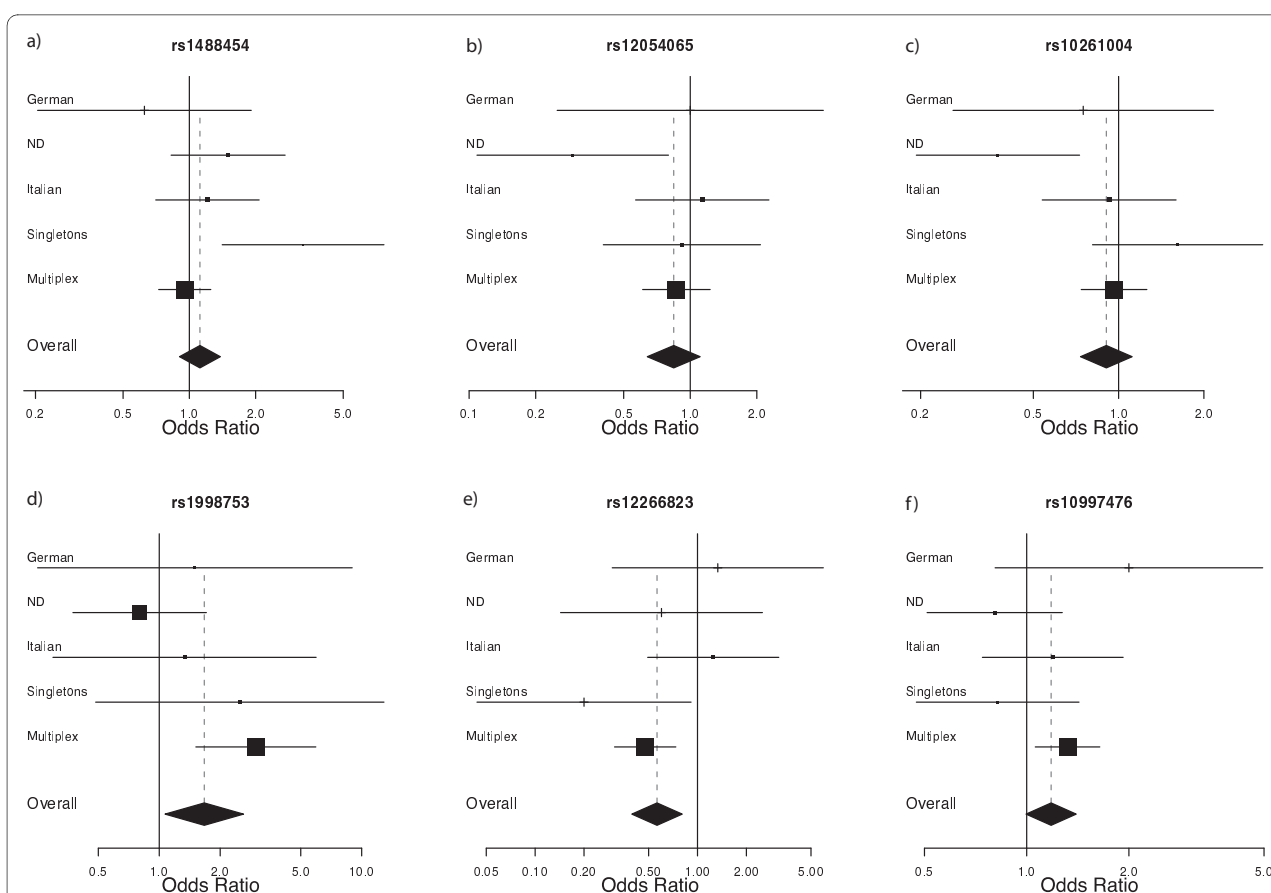 a)
rs1488454
German
ND
Italian
Singletons
Multiplex
Overall
0.2 0.5 1.0 2.0 5.0
Odds Ratio
b)
rs12054065
German
ND
Italian
Singletons
Multiplex
Overall
0.1 0.2 0.5 1.0 2.0
Odds Ratio
c)
rs10261004
German
ND
Italian
Singletons
Multiplex
Overall
0.2 0.5 1.0 2.0
Odds Ratio
d)
rs1998753
German
ND
Italian
Singletons
Multiplex
Overall
0.5 1.0 2.0 5.0 10.0
Odds Ratio
e)
rs12266823
German
ND
Italian
Singletons
Multiplex
Overall
0.05 0.10 0.20 0.50 1.00 2.00 5.00
Odds Ratio
f)
rs10997476
German
ND
Italian
Singletons
Multiplex
Overall
0.5 1.0 2.0 5.0
Odds Ratio